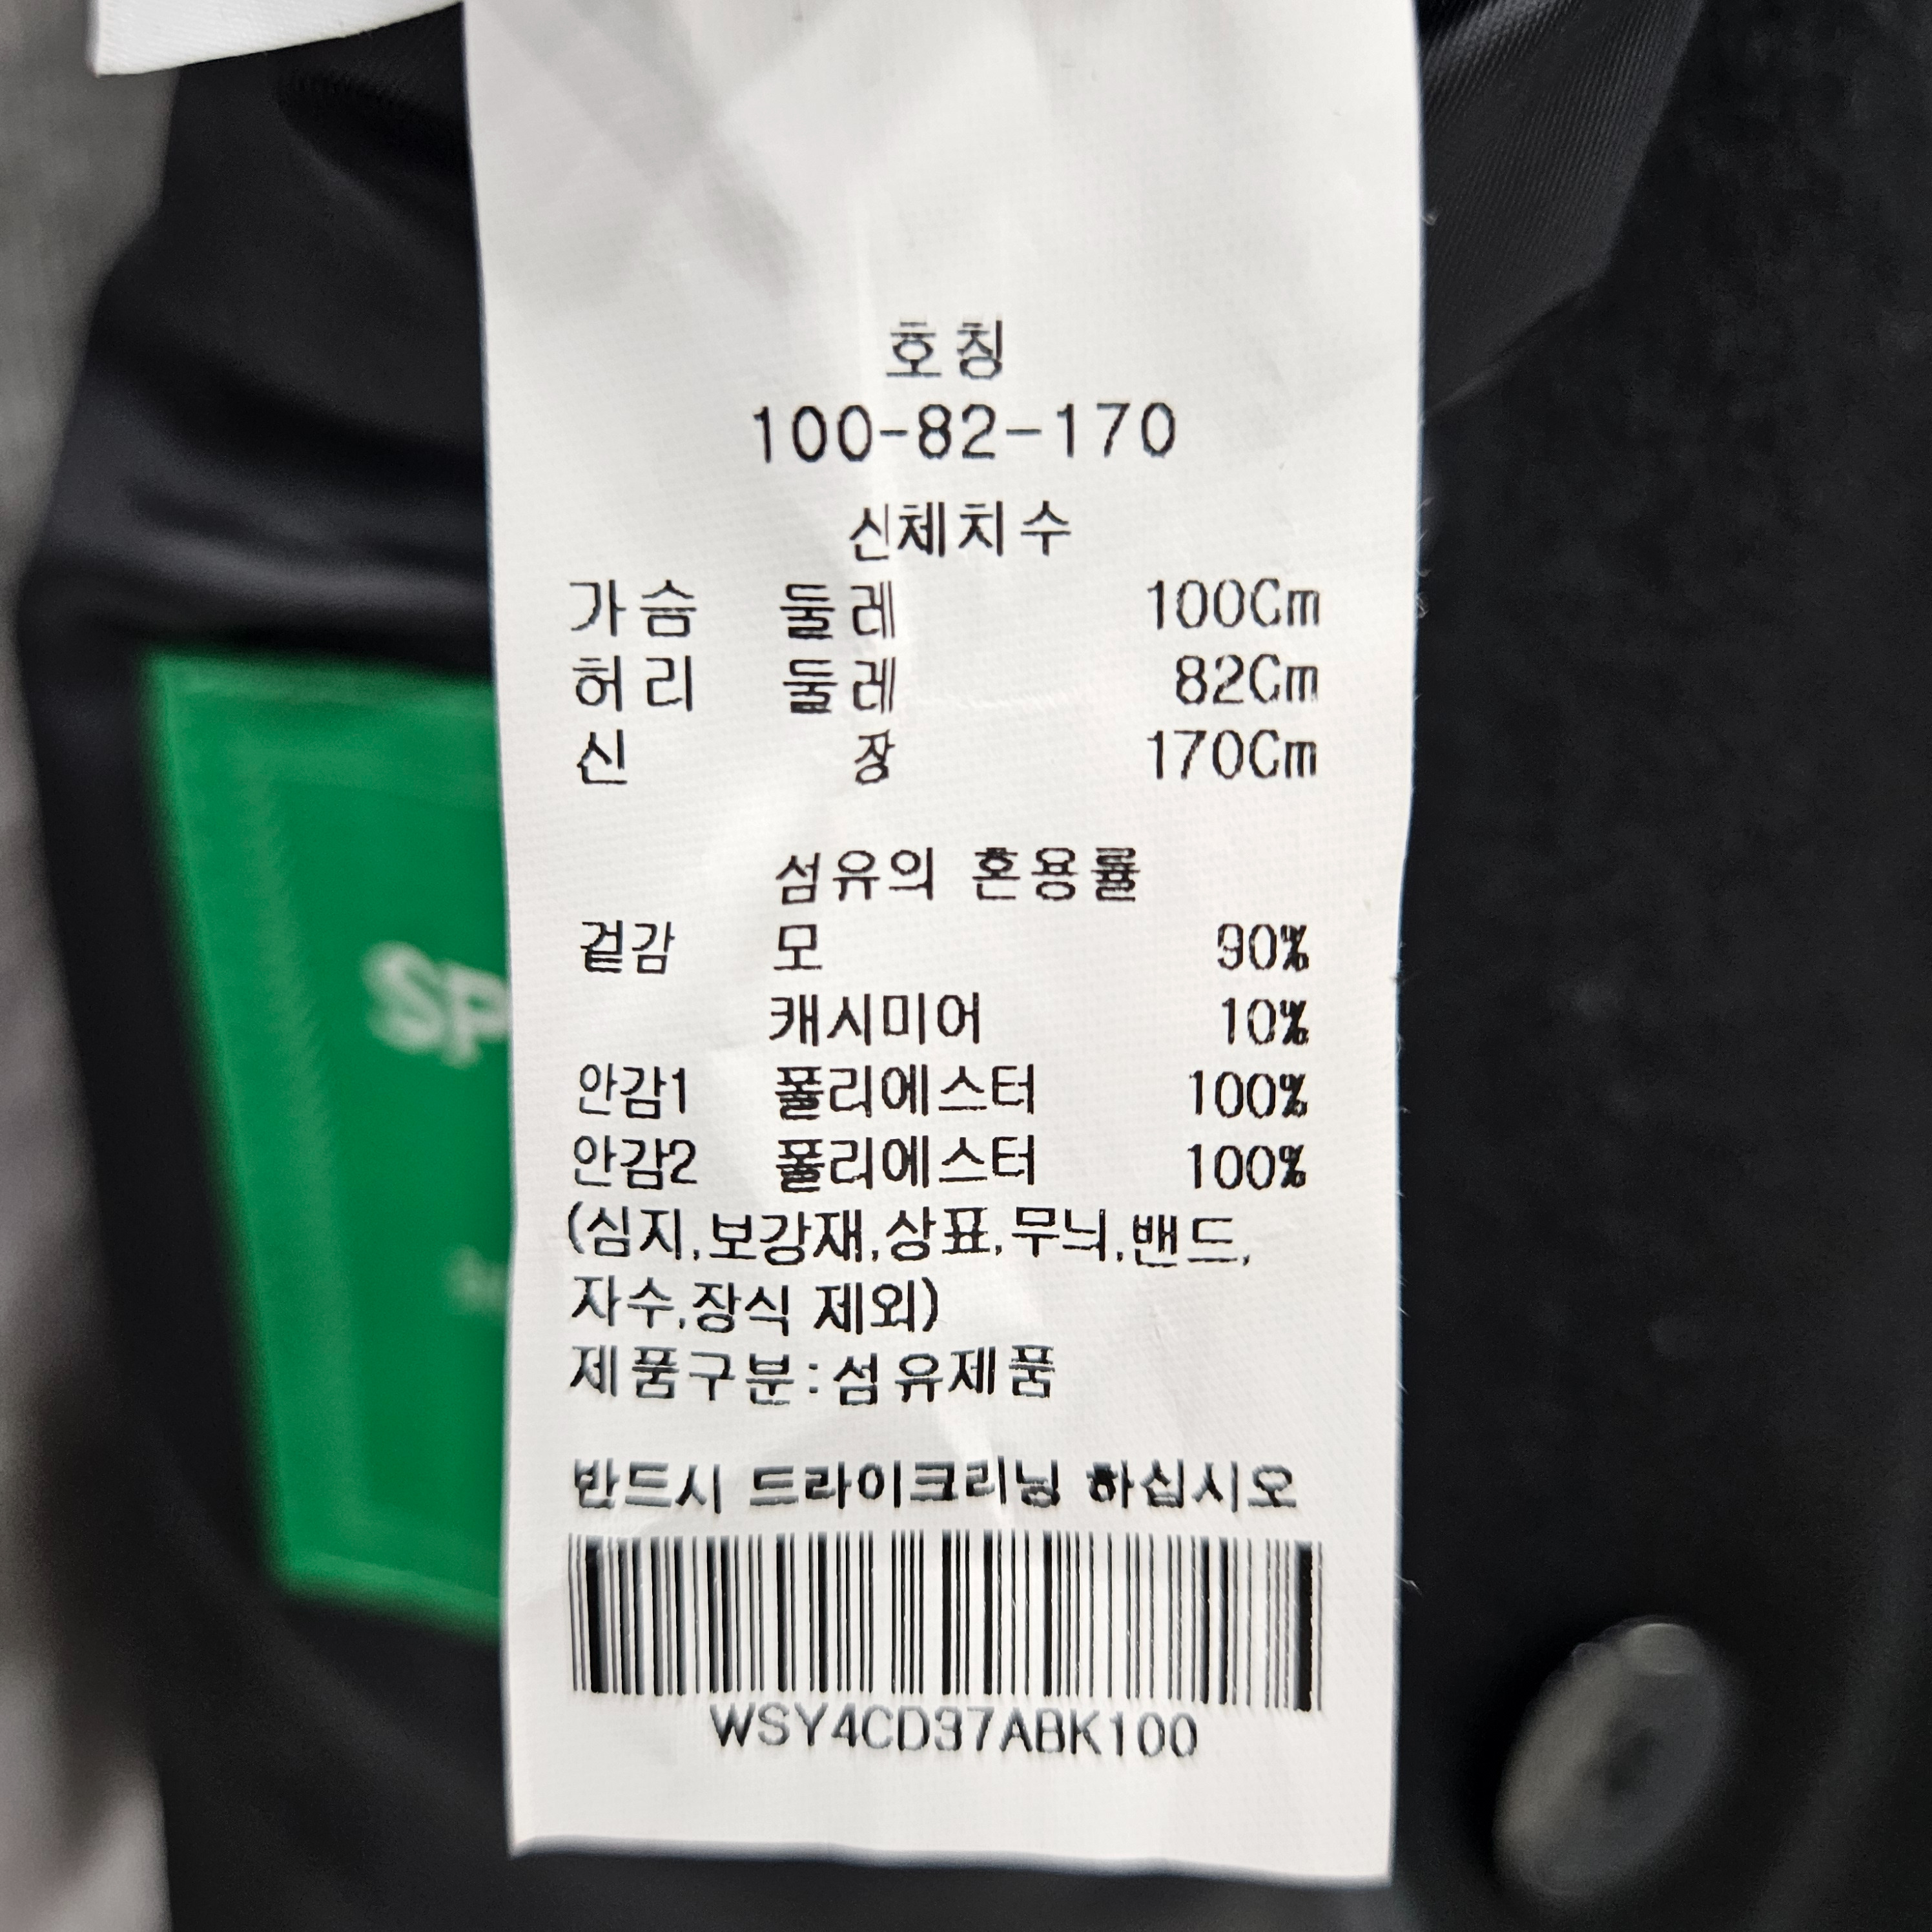 호칭
100-82-170
신체치수
가슴 둘레 100Cm
허리 둘레 82Cm
신 장 170Cm
섬유의 혼용률
겉감 모 90%
캐시미어 10%
안감1 폴리에스터 100%
안감2 폴리에스터 100%
(심지,보강재,상표,무늬,밴드,
자수,장식 제외)
제품구분:섬유제품
반드시 드라이크리닝 하십시오
WSY4CD37ABK100